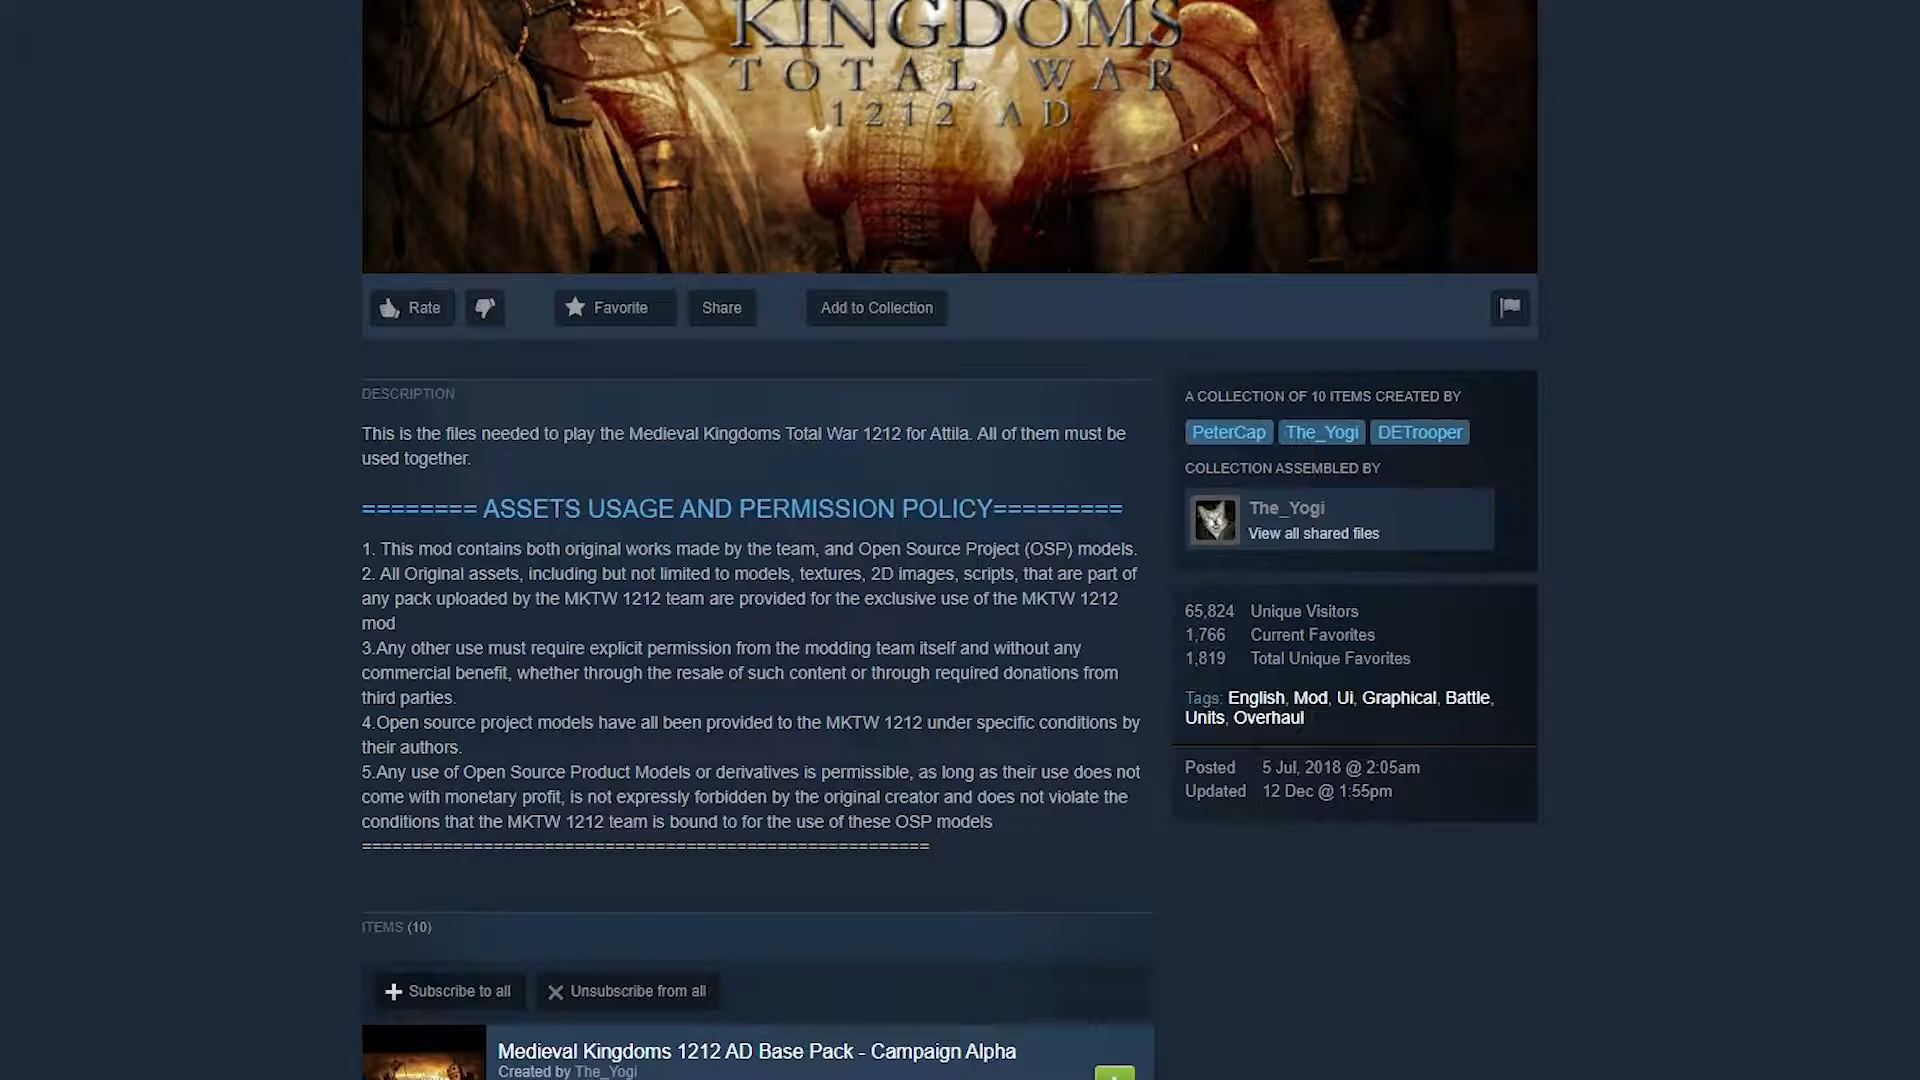 KINGDOMS
TOTAL WAR
1212 AD
Rate
Favorite
Share
Add to Collection
DESCRIPTION
This is the files needed to play the Medieval Kingdoms Total War 1212 for Attila. All of them must be
used together.
======== ASSETS USAGE AND PERMISSION POLICY=========
1. This mod contains both original works made by the team, and Open Source Project (OSP) models.
2. All Original assets, including but not limited to models, textures, 2D images, scripts, that are part of
any pack uploaded by the MKTW 1212 team are provided for the exclusive use of the MKTW 1212
mod
3.Any other use must require explicit permission from the modding team itself and without any
commercial benefit, whether through the resale of such content or through required donations from
third parties.
4.Open source project models have all been provided to the MKTW 1212 under specific conditions by
their authors.
5.Any use of Open Source Product Models or derivatives is permissible, as long as their use does not
come with monetary profit, is not expressly forbidden by the original creator and does not violate the
conditions that the MKTW 1212 team is bound to for the use of these OSP models
========================================================
A COLLECTION OF 10 ITEMS CREATED BY
PeterCap The_Yogi DETrooper
COLLECTION ASSEMBLED BY
The_Yogi
View all shared files
65,824 Unique Visitors
1,766 Current Favorites
1,819 Total Unique Favorites
Tags: English, Mod, Ui, Graphical, Battle,
Units, Overhaul
Posted 5 Jul, 2018 @ 2:05am
Updated 12 Dec @ 1:55pm
ITEMS (10)
Subscribe to all
Unsubscribe from all
Medieval Kingdoms 1212 AD Base Pack - Campaign Alpha
Created by The_Yogi